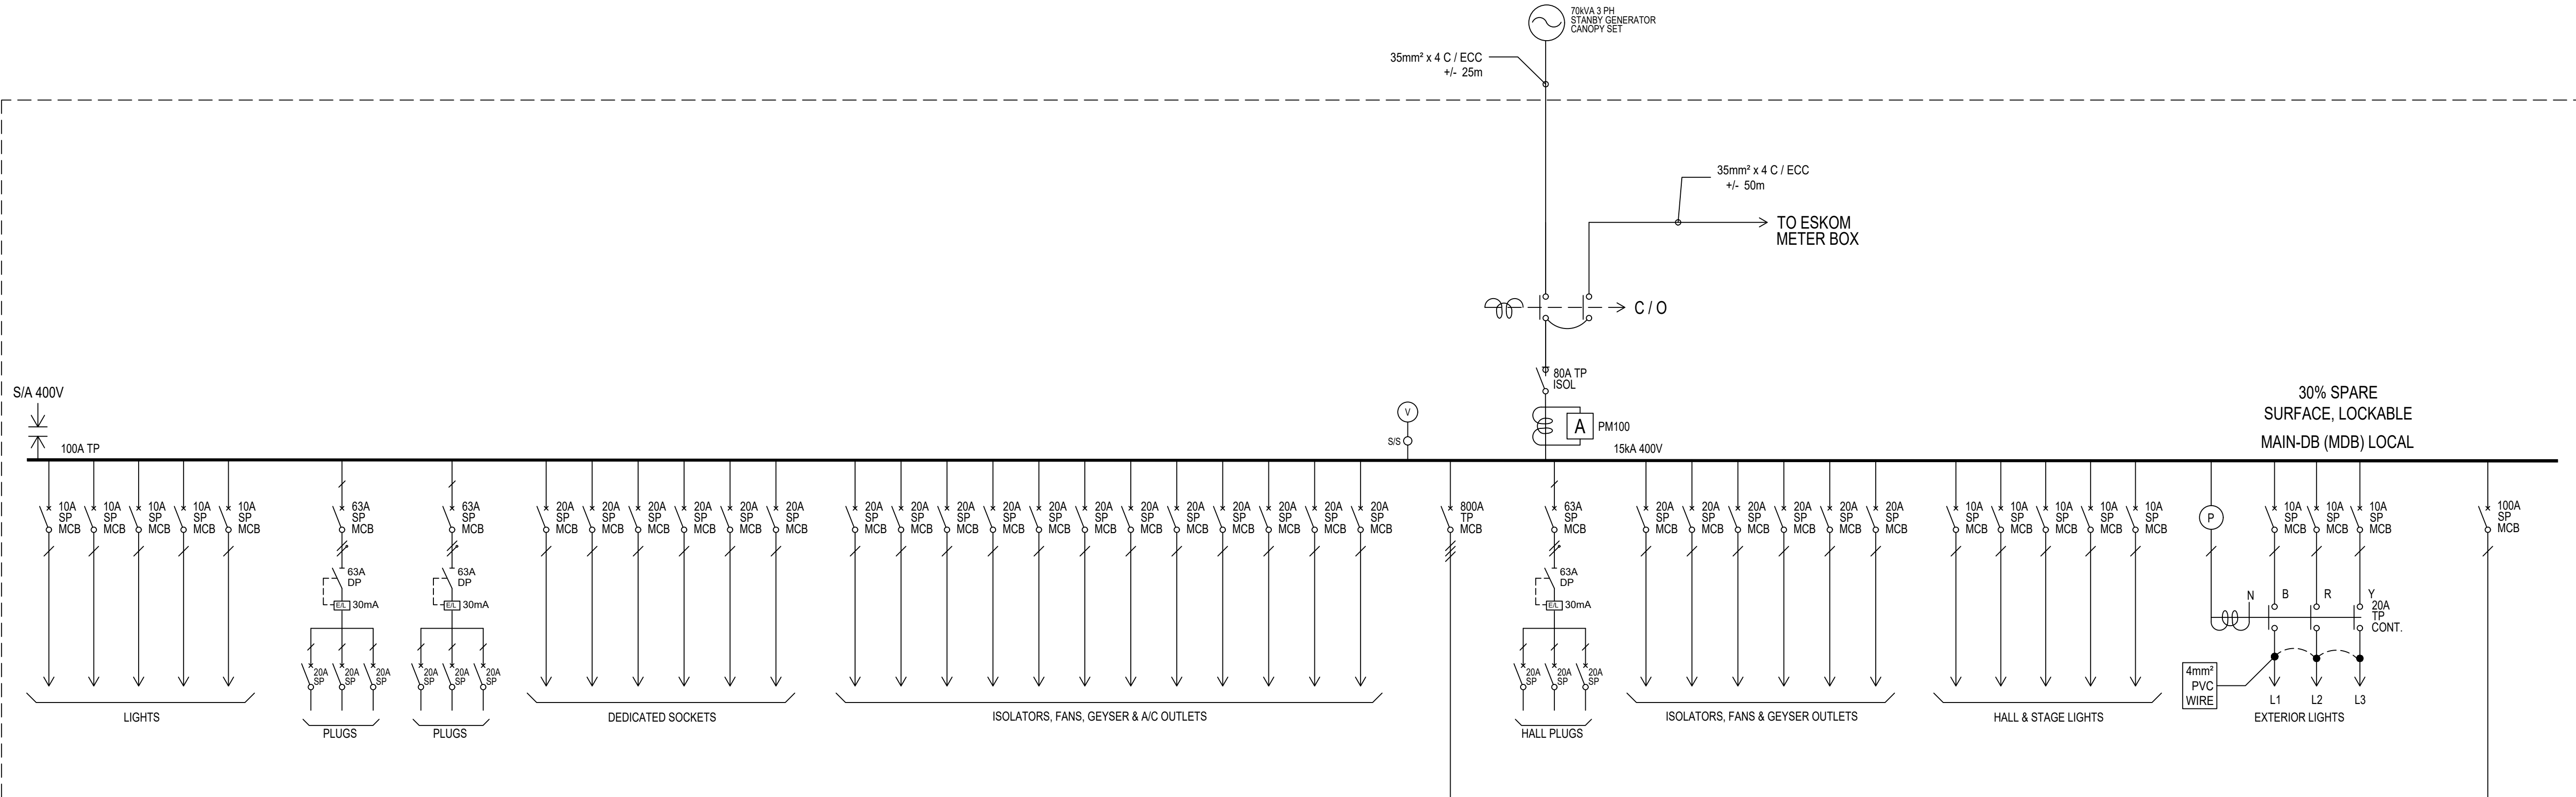 70kVA 3 PH
STANBY GENERATOR
CANOPY SET
35mm² x 4 C / ECC
+/- 25m
35mm² x 4 C / ECC
+/- 50m
TO ESKOM
METER BOX
C / O
80A TP
ISOL
A
PM100
15kA 400V
S/A 400V
100A TP
V
S/S
30% SPARE
SURFACE, LOCKABLE
MAIN-DB (MDB) LOCAL
10A
SP
MCB
10A
SP
MCB
10A
SP
MCB
10A
SP
MCB
10A
SP
MCB
LIGHTS
63A
SP
MCB
63A
DP
E/L
30mA
20A
SP
20A
SP
20A
SP
PLUGS
63A
SP
MCB
63A
DP
E/L
30mA
20A
SP
20A
SP
20A
SP
PLUGS
20A
SP
MCB
20A
SP
MCB
20A
SP
MCB
20A
SP
MCB
20A
SP
MCB
20A
SP
MCB
DEDICATED SOCKETS
20A
SP
MCB
20A
SP
MCB
20A
SP
MCB
20A
SP
MCB
20A
SP
MCB
20A
SP
MCB
20A
SP
MCB
20A
SP
MCB
20A
SP
MCB
20A
SP
MCB
20A
SP
MCB
20A
SP
MCB
ISOLATORS, FANS, GEYSER & A/C OUTLETS
800A
TP
MCB
63A
SP
MCB
63A
DP
E/L
30mA
20A
SP
20A
SP
20A
SP
HALL PLUGS
20A
SP
MCB
20A
SP
MCB
20A
SP
MCB
20A
SP
MCB
20A
SP
MCB
20A
SP
MCB
ISOLATORS, FANS & GEYSER OUTLETS
10A
SP
MCB
10A
SP
MCB
10A
SP
MCB
10A
SP
MCB
10A
SP
MCB
HALL & STAGE LIGHTS
P
10A
SP
MCB
10A
SP
MCB
10A
SP
MCB
N
B
R
Y
20A
TP
CONT.
4mm²
PVC
WIRE
L1
L2
L3
EXTERIOR LIGHTS
100A
SP
MCB